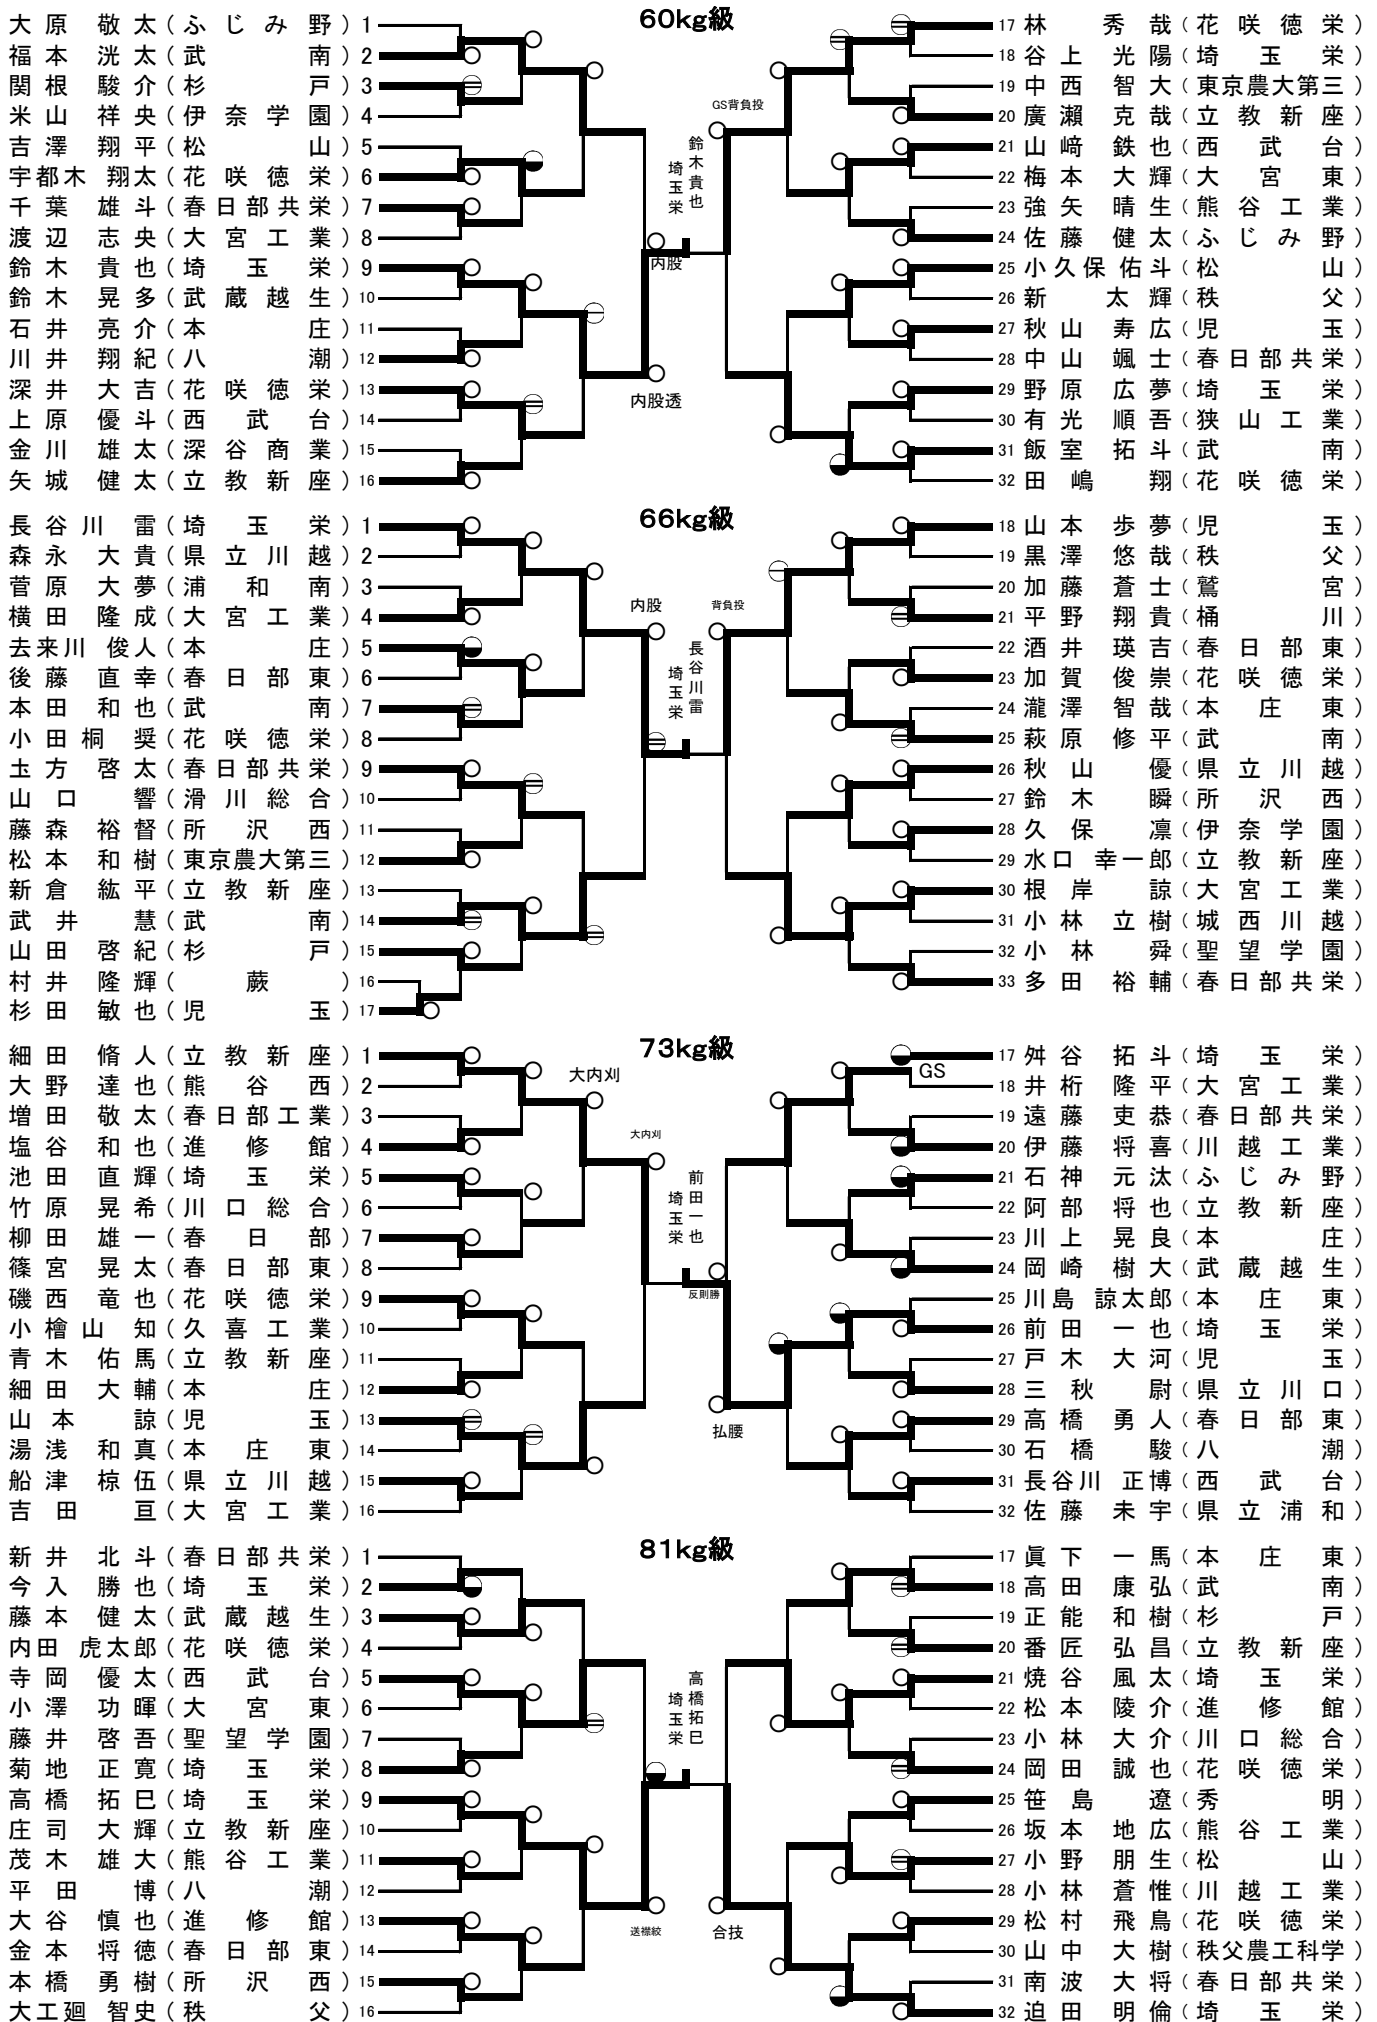 60kg級
大原 敬太(ふじみ野) 1
福本 洸太(武南) 2
関根 駿介(杉戸) 3
米山 祥央(伊奈学園) 4
吉澤 翔平(松山) 5
宇都木 翔太(花咲徳栄) 6
千葉 雄斗(春日部共栄) 7
渡辺 志央(大宮工業) 8
鈴木 貴也(埼玉栄) 9
鈴木 晃多(武蔵越生) 10
石井 亮介(本庄) 11
川井 翔紀(八潮) 12
深井 大吉(花咲徳栄) 13
上原 優斗(西武台) 14
金川 雄太(深谷商業) 15
矢城 健太(立教新座) 16
GS背負投
鈴木貴也
埼玉栄
内股
内股透
17 林 秀哉(花咲徳栄)
18 谷上 光陽(埼玉栄)
19 中西 智大(東京農大第三)
20 廣瀬 克哉(立教新座)
21 山﨑 鉄也(西武台)
22 梅本 大輝(大宮東)
23 強矢 晴生(熊谷工業)
24 佐藤 健太(ふじみ野)
25 小久保 佑斗(松山)
26 新 太輝(秩父)
27 秋山 寿広(児玉)
28 中山 颯士(春日部共栄)
29 野原 広夢(埼玉栄)
30 有光 順吾(狭山工業)
31 飯室 拓斗(武南)
32 田嶋 翔(花咲徳栄)
66kg級
長谷川 雷(埼玉栄) 1
森永 大貴(県立川越) 2
菅原 大夢(浦和南) 3
横田 隆成(大宮工業) 4
去来川 俊人(本庄) 5
後藤 直幸(春日部東) 6
本田 和也(武南) 7
小田桐 奨(花咲徳栄) 8
圡方 啓太(春日部共栄) 9
山口 響(滑川総合) 10
藤森 裕督(所沢西) 11
松本 和樹(東京農大第三) 12
新倉 紘平(立教新座) 13
武井 慧(武南) 14
山田 啓紀(杉戸) 15
村井 隆輝(蕨) 16
杉田 敏也(児玉) 17
内股
背負投
長谷川雷
埼玉栄
18 山本 歩夢(児玉)
19 黒澤 悠哉(秩父)
20 加藤 蒼士(鷲宮)
21 平野 翔貴(桶川)
22 酒井 瑛吉(春日部東)
23 加賀 俊崇(花咲徳栄)
24 瀧澤 智哉(本庄東)
25 萩原 修平(武南)
26 秋山 優(県立川越)
27 鈴木 瞬(所沢西)
28 久保 凛(伊奈学園)
29 水口 幸一郎(立教新座)
30 根岸 諒(大宮工業)
31 小林 立樹(城西川越)
32 小林 舜(聖望学園)
33 多田 裕輔(春日部共栄)
73kg級
細田 脩人(立教新座) 1
大野 達也(熊谷西) 2
増田 敬太(春日部工業) 3
塩谷 和也(進修館) 4
池田 直輝(埼玉栄) 5
竹原 晃希(川口総合) 6
柳田 雄一(春日部) 7
篠宮 晃太(春日部東) 8
磯西 竜也(花咲徳栄) 9
小檜山 知(久喜工業) 10
青木 佑馬(立教新座) 11
細田 大輔(本庄) 12
山本 諒(児玉) 13
湯浅 和真(本庄東) 14
船津 椋伍(県立川越) 15
吉田 亘(大宮工業) 16
大内刈
大内刈
前田一也
埼玉栄
反則勝
払腰
GS
17 舛谷 拓斗(埼玉栄)
18 井桁 隆平(大宮工業)
19 遠藤 吏恭(春日部共栄)
20 伊藤 将喜(川越工業)
21 石神 元汰(ふじみ野)
22 阿部 将也(立教新座)
23 川上 晃良(本庄)
24 岡崎 樹大(武蔵越生)
25 川島 諒太郎(本庄東)
26 前田 一也(埼玉栄)
27 戸木 大河(児玉)
28 三秋 尉(県立川口)
29 高橋 勇人(春日部東)
30 石橋 駿(八潮)
31 長谷川 正博(西武台)
32 佐藤 未宇(県立浦和)
81kg級
新井 北斗(春日部共栄) 1
今入 勝也(埼玉栄) 2
藤本 健太(武蔵越生) 3
内田 虎太郎(花咲徳栄) 4
寺岡 優太(西武台) 5
小澤 功暉(大宮東) 6
藤井 啓吾(聖望学園) 7
菊地 正寛(埼玉栄) 8
高橋 拓巳(埼玉栄) 9
庄司 大輝(立教新座) 10
茂木 雄大(熊谷工業) 11
平田 博(八潮) 12
大谷 慎也(進修館) 13
金本 将徳(春日部東) 14
本橋 勇樹(所沢西) 15
大工廻 智史(秩父) 16
高橋拓巳
埼玉栄
送襟絞
合技
17 眞下 一馬(本庄東)
18 高田 康弘(武南)
19 正能 和樹(杉戸)
20 番匠 弘昌(立教新座)
21 焼谷 風太(埼玉栄)
22 松本 陵介(進修館)
23 小林 大介(川口総合)
24 岡田 誠也(花咲徳栄)
25 笹島 遼(秀明)
26 坂本 地広(熊谷工業)
27 小野 朋生(松山)
28 小林 蒼惟(川越工業)
29 松村 飛鳥(花咲徳栄)
30 山中 大樹(秩父農工科学)
31 南波 大将(春日部共栄)
32 迫田 明倫(埼玉栄)